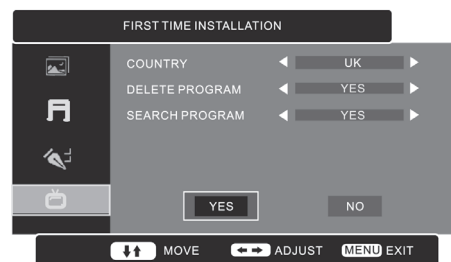 FIRST TIME INSTALLATION
COUNTRY UK
DELETE PROGRAM YES
SEARCH PROGRAM YES
YES NO
MOVE ADJUST MENU EXIT